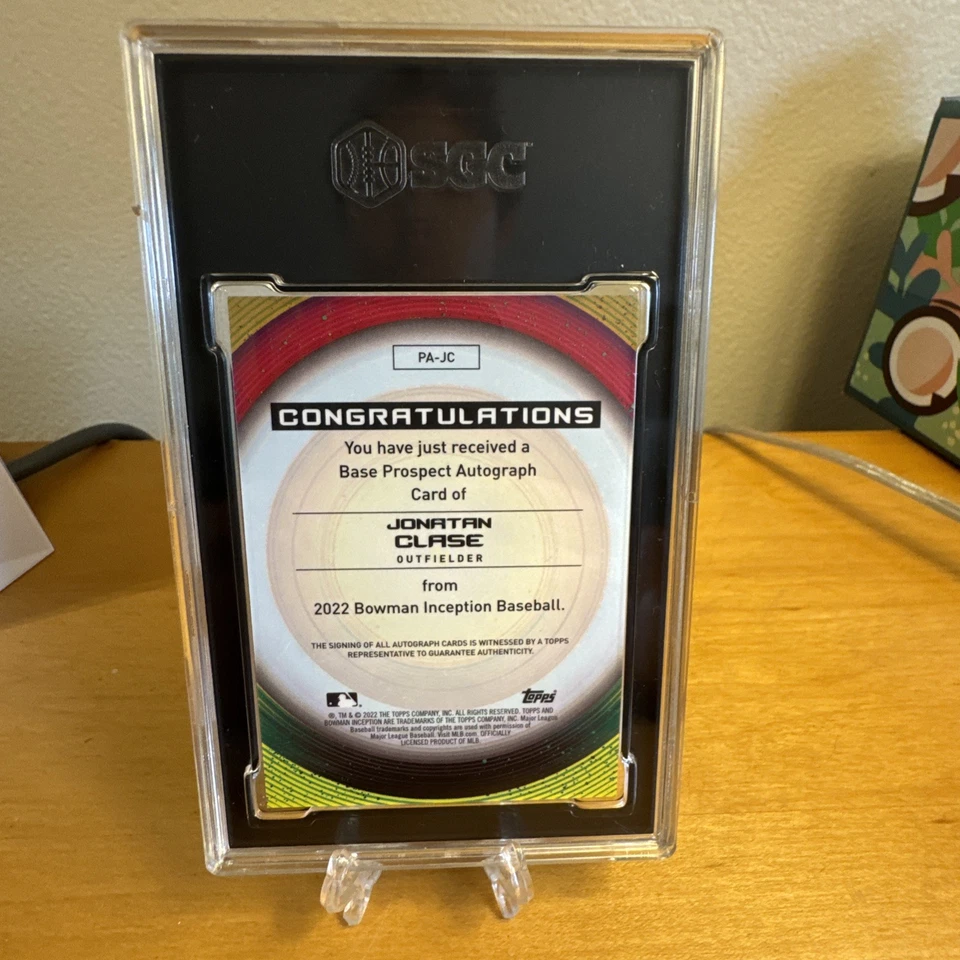 SGC
PA-JC
CONGRATULATIONS
You have just received a
Base Prospect Autograph
Card of
JONATAN
CLASE
OUTFIELDER
from
2022 Bowman Inception Baseball.
THE SIGNING OF ALL AUTOGRAPH CARDS IS WITNESSED BY A TOPPS
REPRESENTATIVE TO GUARANTEE AUTHENTICITY.
topps
®, TM & © 2022 THE TOPPS COMPANY, INC. ALL RIGHTS RESERVED. TOPPS AND
BOWMAN INCEPTION ARE TRADEMARKS OF THE TOPPS COMPANY, INC. Major League
Baseball trademarks and copyrights are used with permission of
Major League Baseball. Visit MLB.com. OFFICIALLY
LICENSED PRODUCT OF MLB.